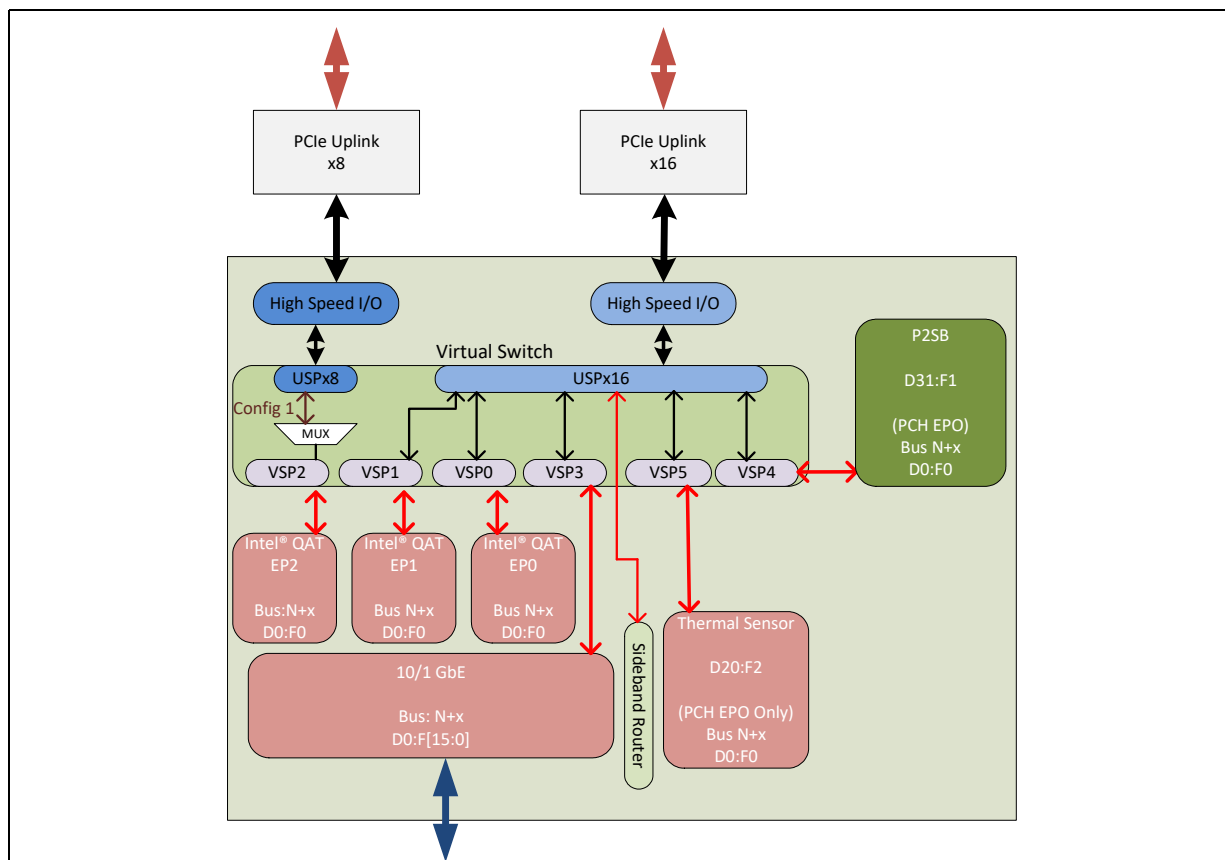 PCIe Uplink
x8
PCIe Uplink
x16
High Speed I/O
High Speed I/O
Virtual Switch
USPx8
USPx16
Config 1
MUX
VSP2
VSP1
VSP0
VSP3
VSP5
VSP4
P2SB
D31:F1
(PCH EPO)
Bus N+x
D0:F0
Intel® QAT
EP2
Bus:N+x
D0:F0
Intel® QAT
EP1
Bus N+x
D0:F0
Intel® QAT
EP0
Bus N+x
D0:F0
10/1 GbE
Bus: N+x
D0:F[15:0]
Sideband Router
Thermal Sensor
D20:F2
(PCH EPO Only)
Bus N+x
D0:F0